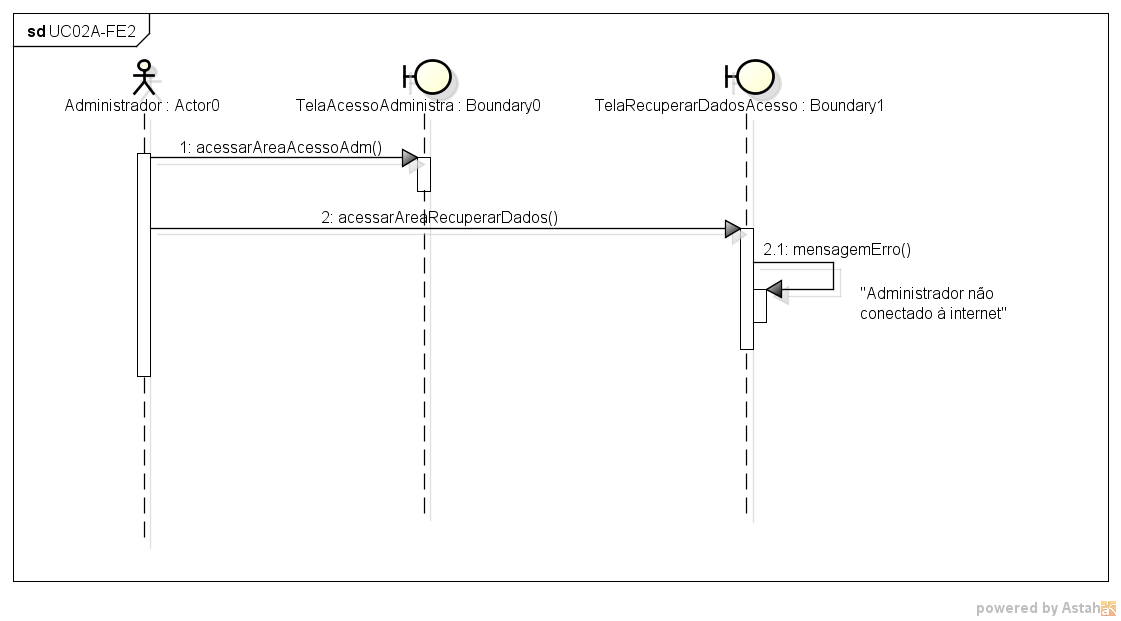 sd UC02A-FE2
Administrador : Actor0
TelaAcessoAdministra : Boundary0
TelaRecuperarDadosAcesso : Boundary1
1: acessarAreaAcessoAdm()
2: acessarAreaRecuperarDados()
2.1: mensagemErro()
"Administrador não
conectado à internet"
powered by Astah